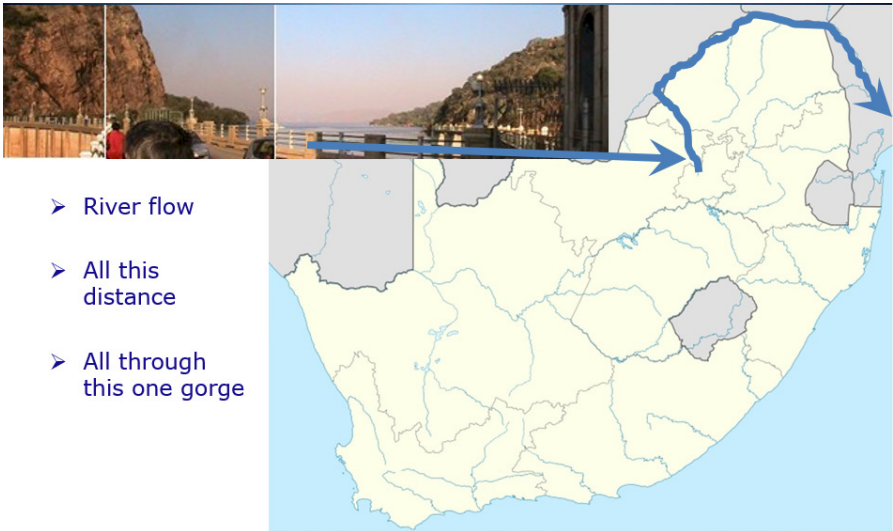 River flow
All this
distance
All through
this one gorge